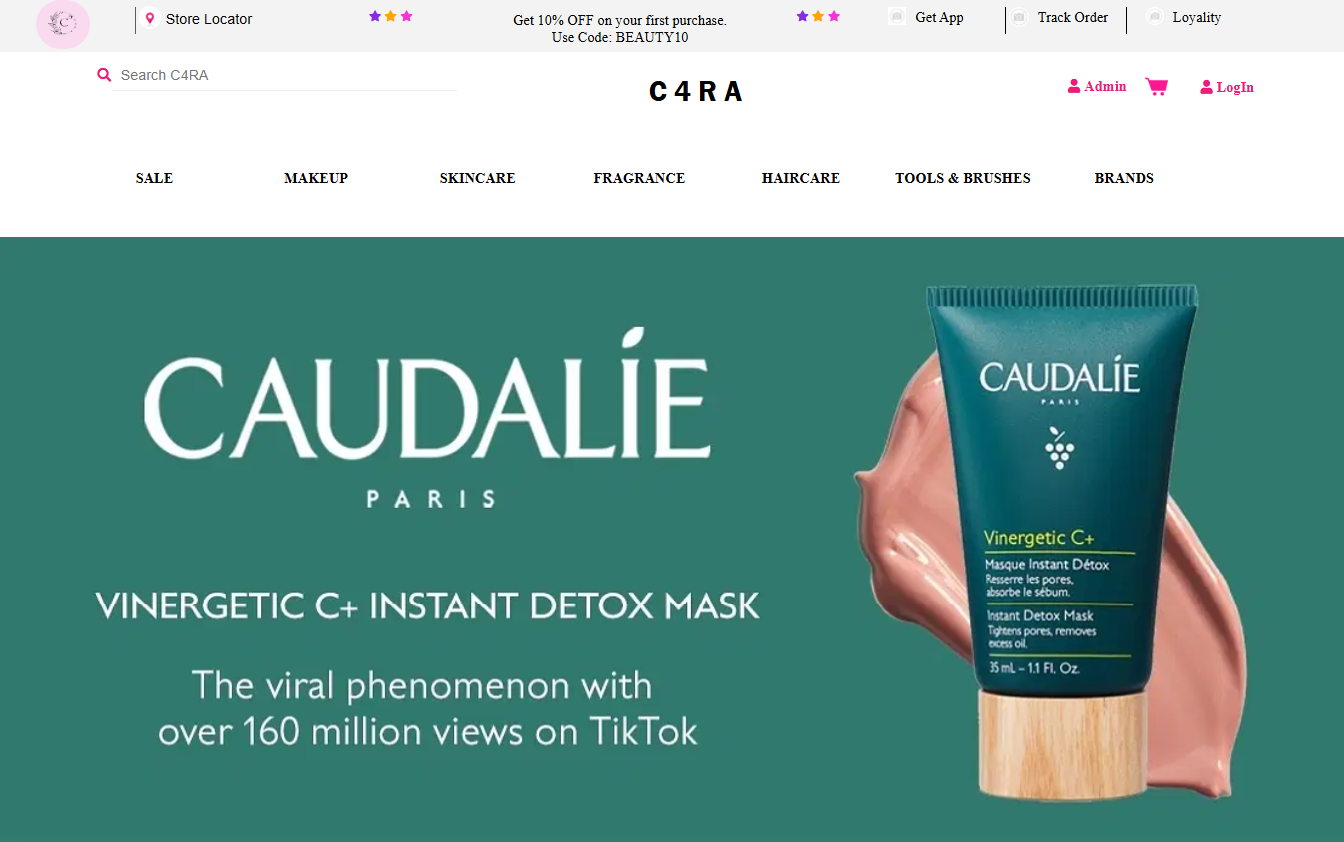 Store Locator
Get 10% OFF on your first purchase.
Use Code: BEAUTY10
Get App
Track Order
Loyality
Search C4RA
C4RA
Admin
LogIn
SALE
MAKEUP
SKINCARE
FRAGRANCE
HAIRCARE
TOOLS & BRUSHES
BRANDS
CAUDALÍE
PARIS
VINERGETIC C+ INSTANT DETOX MASK
The viral phenomenon with
over 160 million views on TikTok
CAUDALÍE
PARIS
Vinergetic C+
Masque Instant Détox
Resserre les pores,
absorbe le sébum.
Instant Detox Mask
Tightens pores, removes
excess oil.
35 mL – 1.1 Fl. Oz.